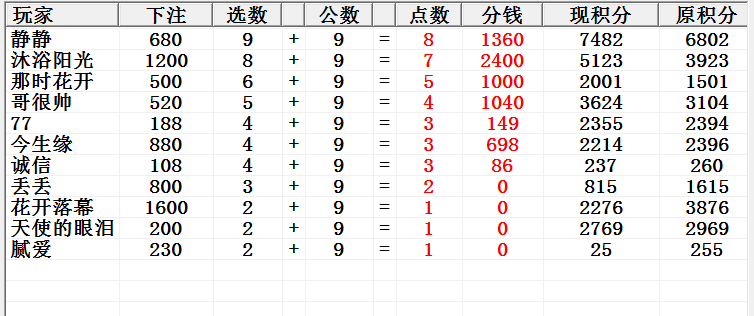 玩家 下注 选数 公数 点数 分钱 现积分 原积分
静静 680 9 + 9 = 8 1360 7482 6802
沐浴阳光 1200 8 + 9 = 7 2400 5123 3923
那时花开 500 6 + 9 = 5 1000 2001 1501
哥很帅 520 5 + 9 = 4 1040 3624 3104
77 188 4 + 9 = 3 149 2355 2394
今生缘 880 4 + 9 = 3 698 2214 2396
诚信 108 4 + 9 = 3 86 237 260
丢丢 800 3 + 9 = 2 0 815 1615
花开落幕 1600 2 + 9 = 1 0 2276 3876
天使的眼泪 200 2 + 9 = 1 0 2769 2969
腻爱 230 2 + 9 = 1 0 25 255